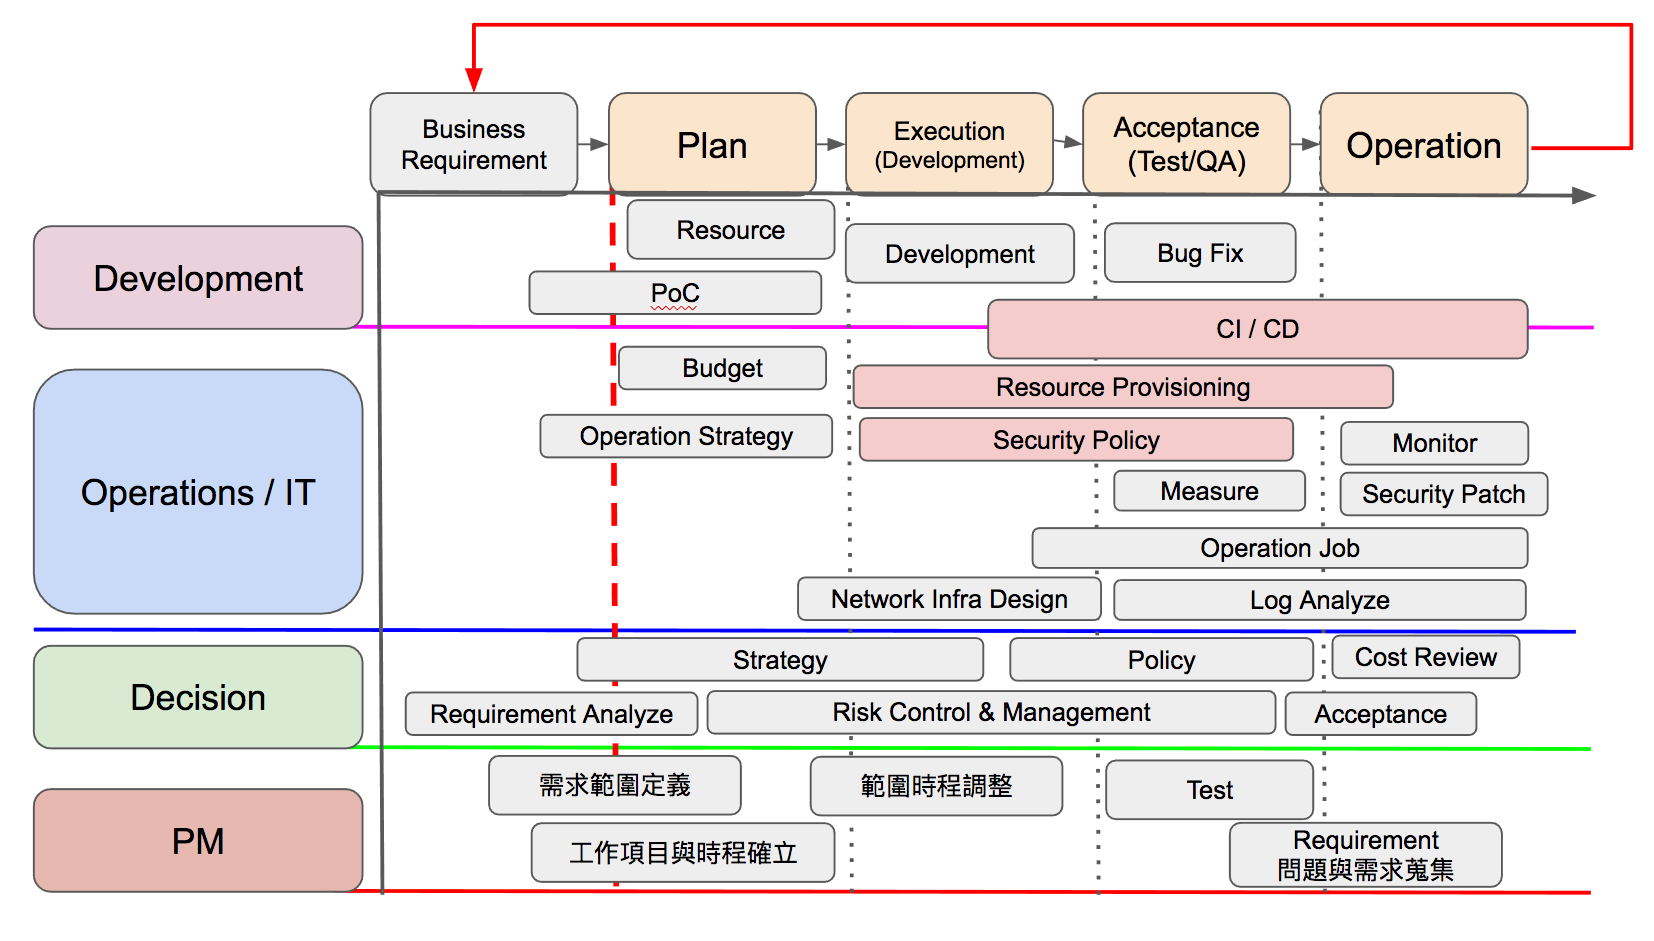 Business
Requirement
Plan
Execution
(Development)
Acceptance
(Test/QA)
Operation
Development
Resource
PoC
Development
Bug Fix
CI / CD
Operations / IT
Budget
Resource Provisioning
Operation Strategy
Security Policy
Monitor
Measure
Security Patch
Operation Job
Network Infra Design
Log Analyze
Decision
Strategy
Policy
Cost Review
Requirement Analyze
Risk Control & Management
Acceptance
PM
需求範圍定義
範圍時程調整
Test
工作項目與時程確立
Requirement
問題與需求蒐集